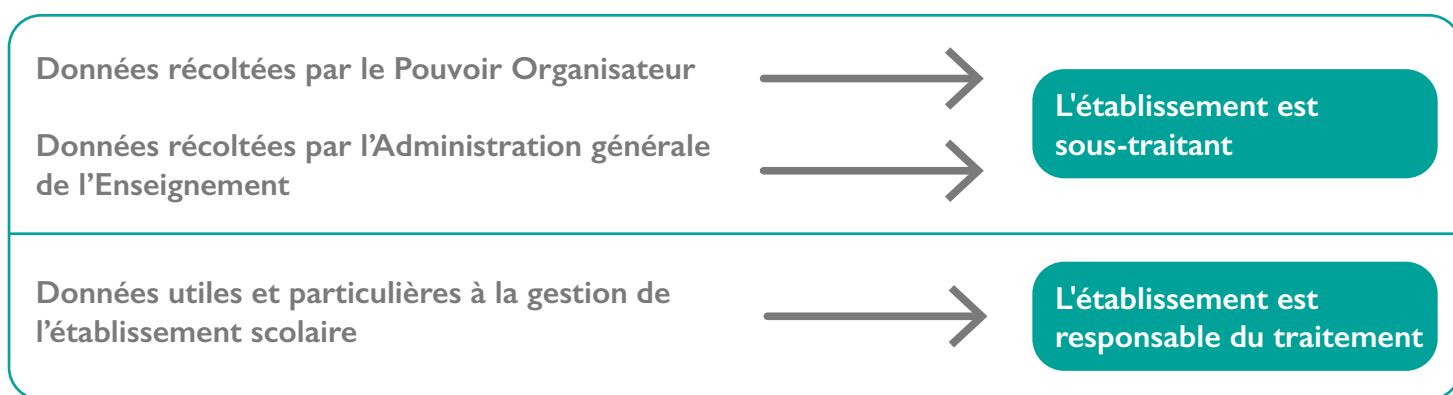 Données récoltées par le Pouvoir Organisateur
Données récoltées par l’Administration générale
de l’Enseignement
L'établissement est
sous-traitant
Données utiles et particulières à la gestion de
l’établissement scolaire
L'établissement est
responsable du traitement